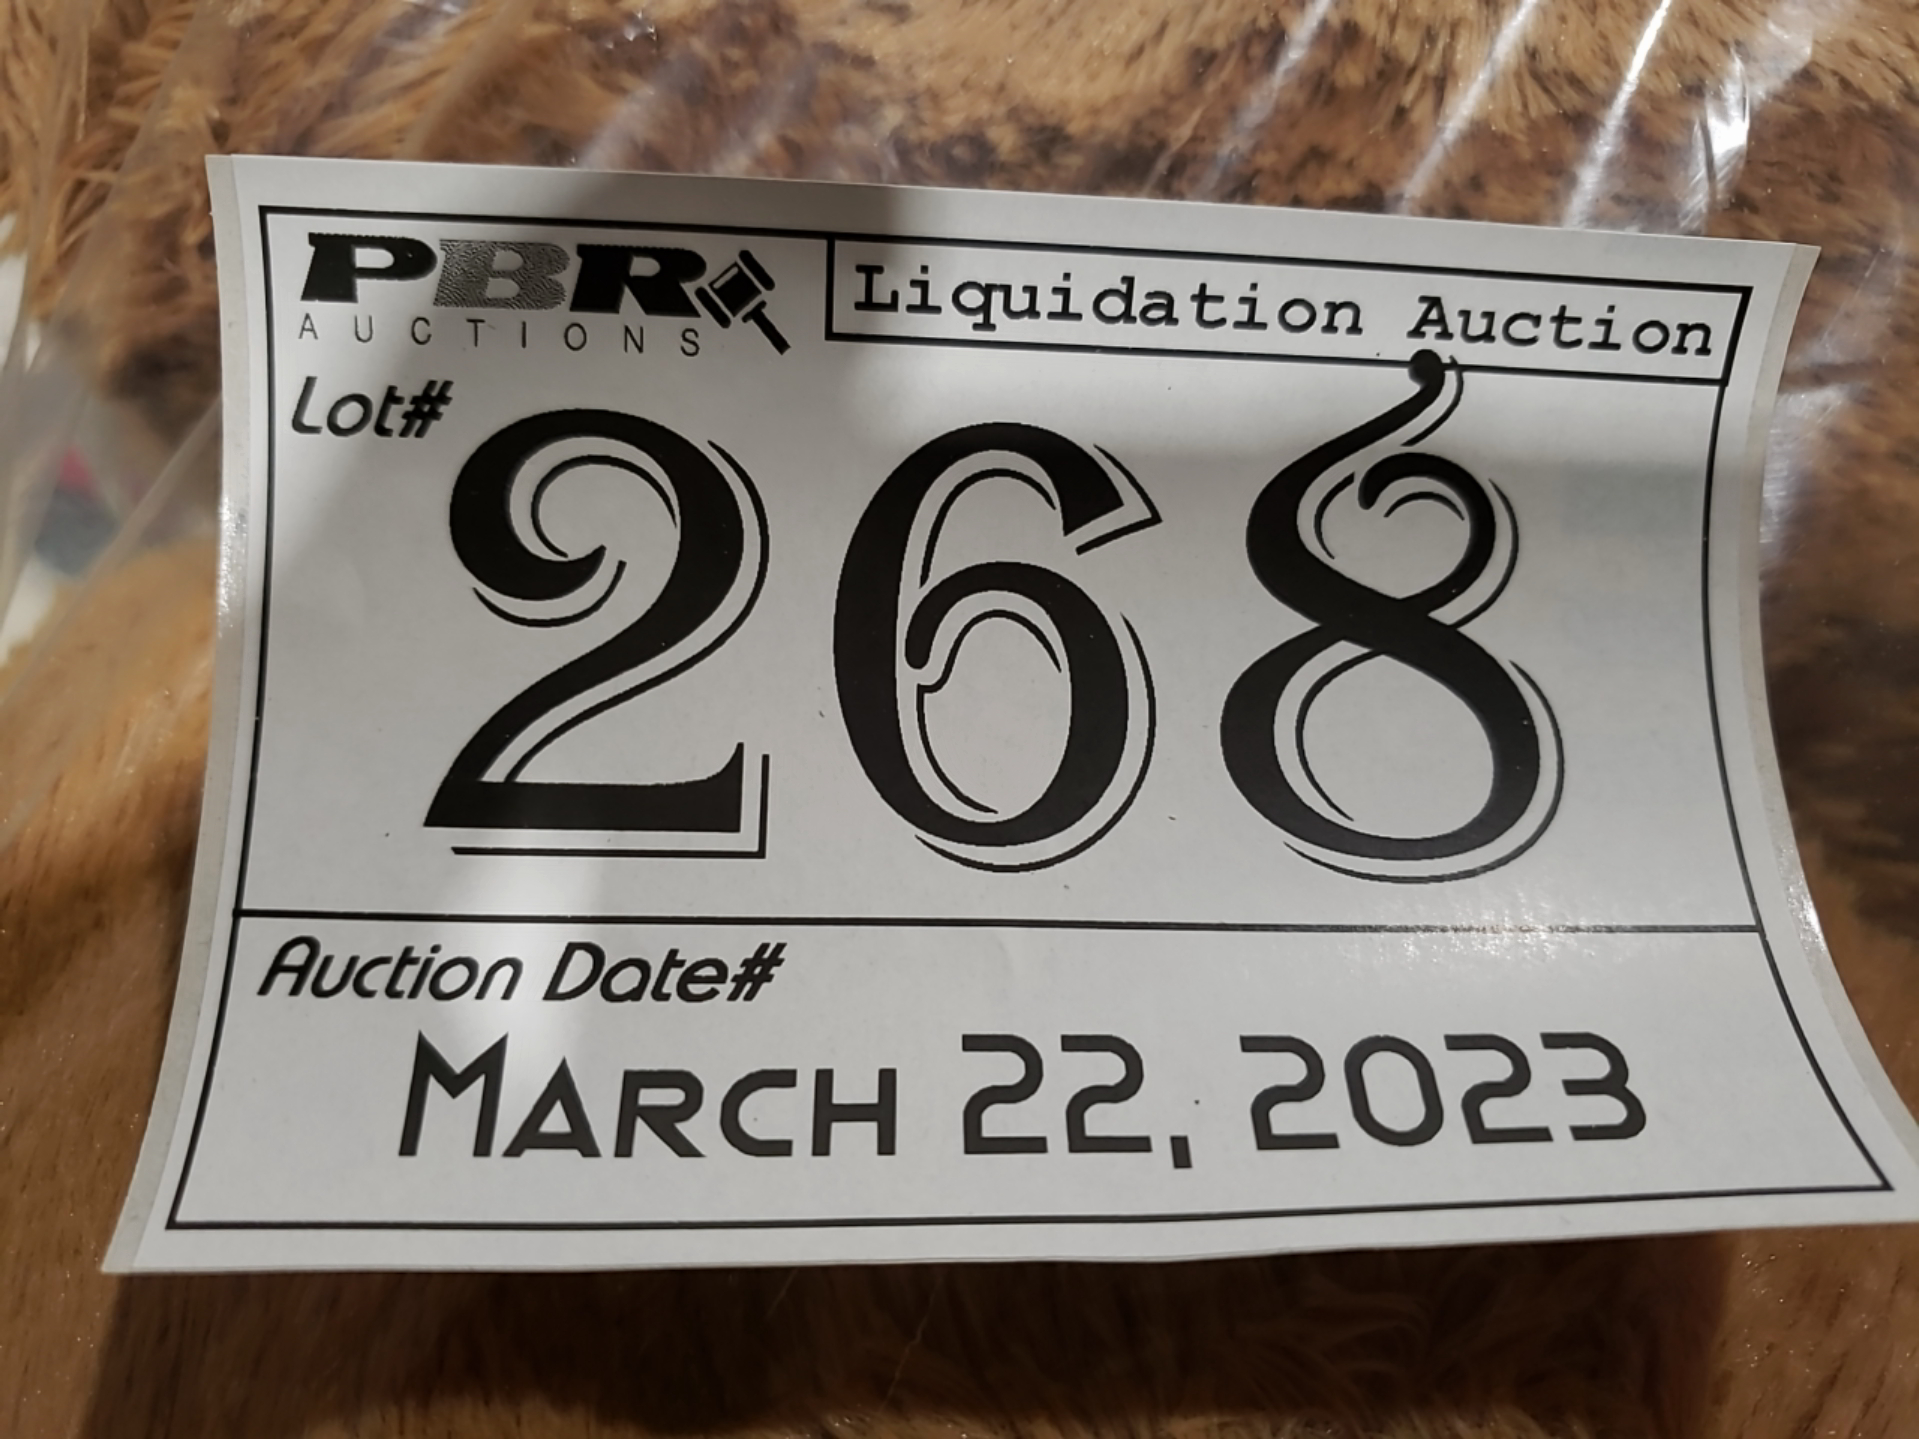 PBR
AUCTIONS
Liquidation Auction
Lot#
268
Auction Date#
MARCH 22, 2023